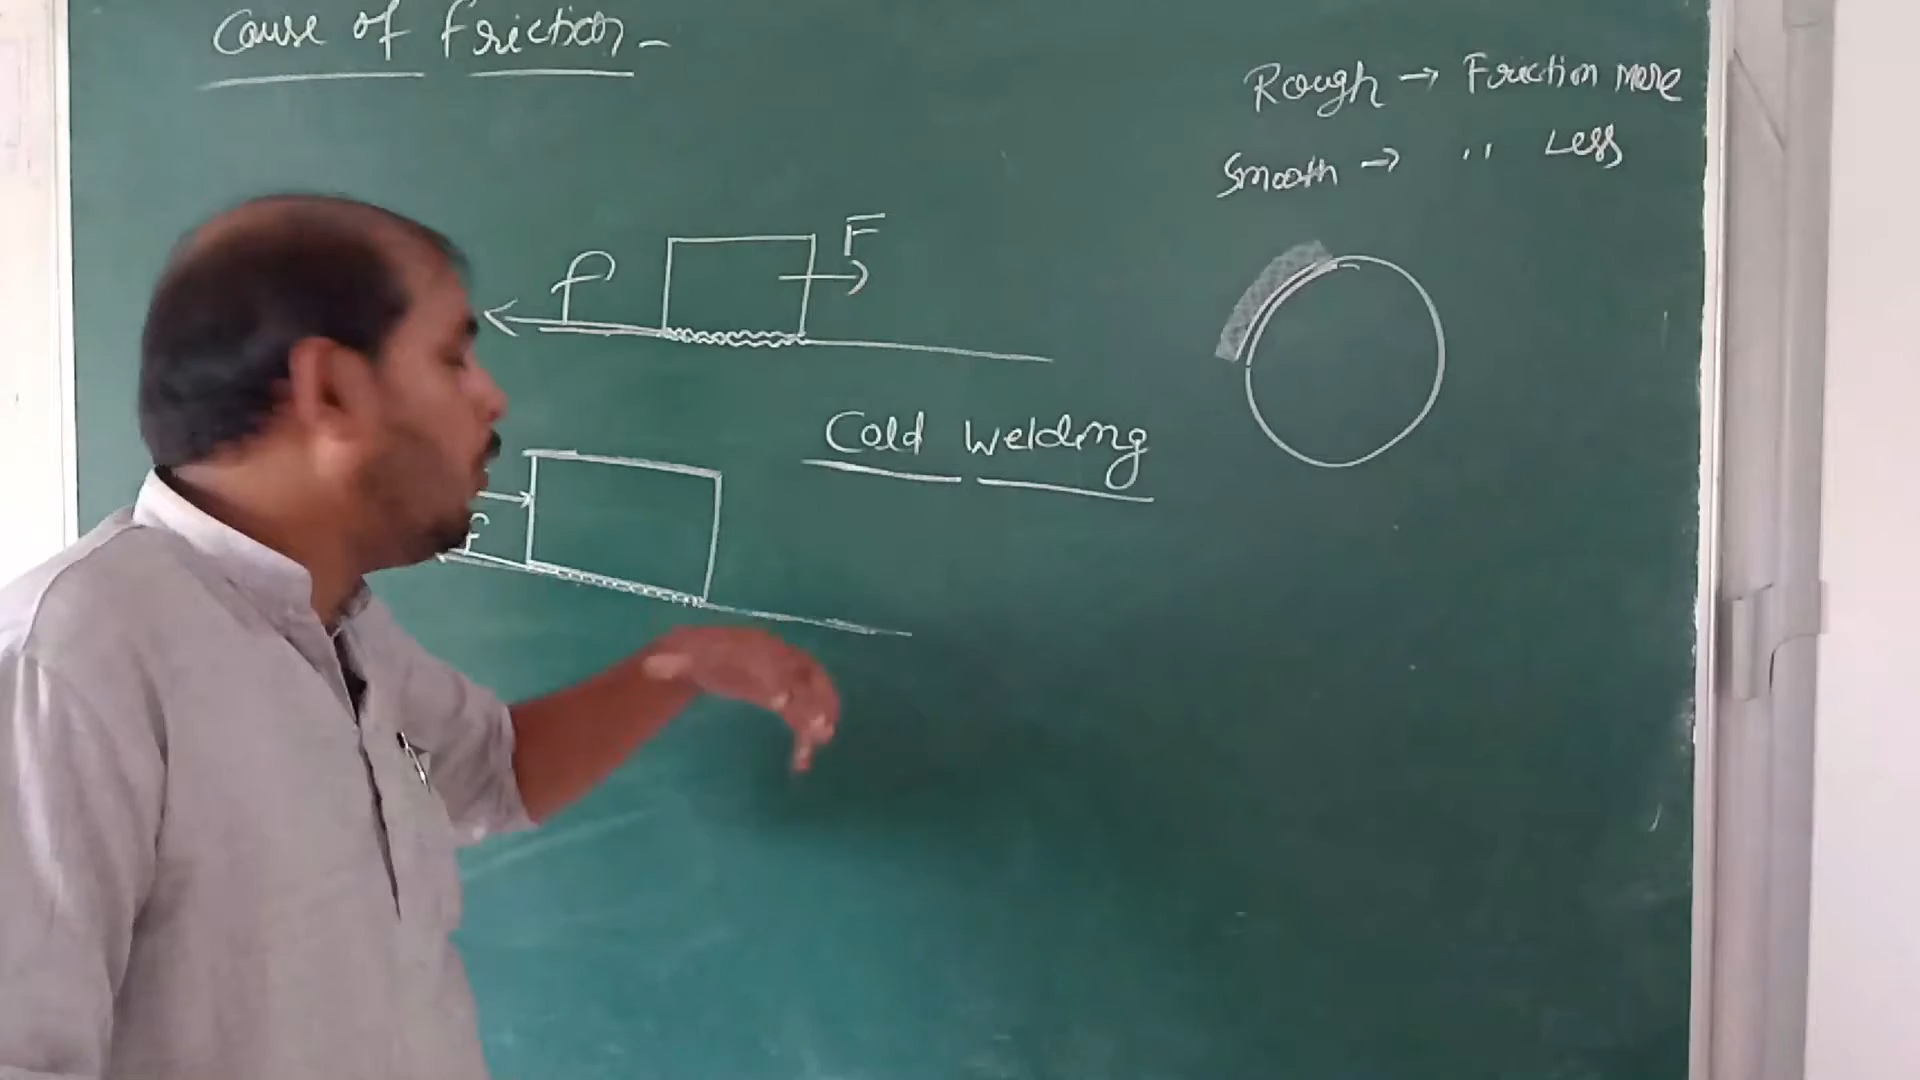 Cause of friction -
Rough → Friction more
Smooth → " Less
F
f
Cold Welding
f